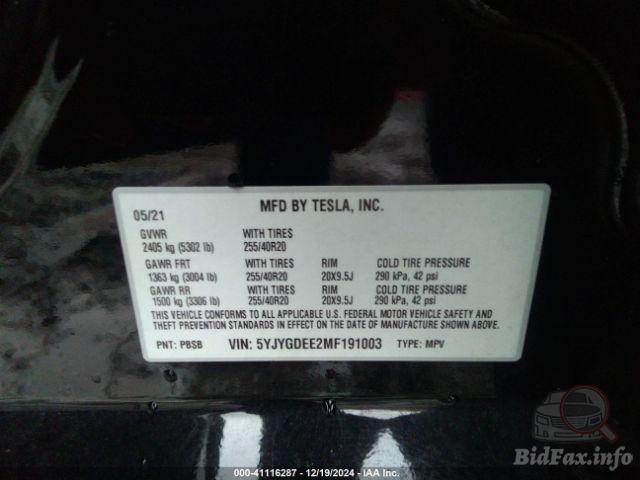 05/21 MFD BY TESLA, INC.
GVWR WITH TIRES
2405 kg (5302 lb) 255/40R20
GAWR FRT WITH TIRES RIM COLD TIRE PRESSURE
1363 kg (3004 lb) 255/40R20 20X9.5J 290 kPa, 42 psi
GAWR RR WITH TIRES RIM COLD TIRE PRESSURE
1500 kg (3306 lb) 255/40R20 20X9.5J 290 kPa, 42 psi
THIS VEHICLE CONFORMS TO ALL APPLICABLE U.S. FEDERAL MOTOR VEHICLE SAFETY AND
THEFT PREVENTION STANDARDS IN EFFECT ON THE DATE OF MANUFACTURE SHOWN ABOVE.
PNT: PBSB VIN: 5YJYGDEE2MF191003 TYPE: MPV
BidFax.info
000-41116287 - 12/19/2024 - IAA Inc.